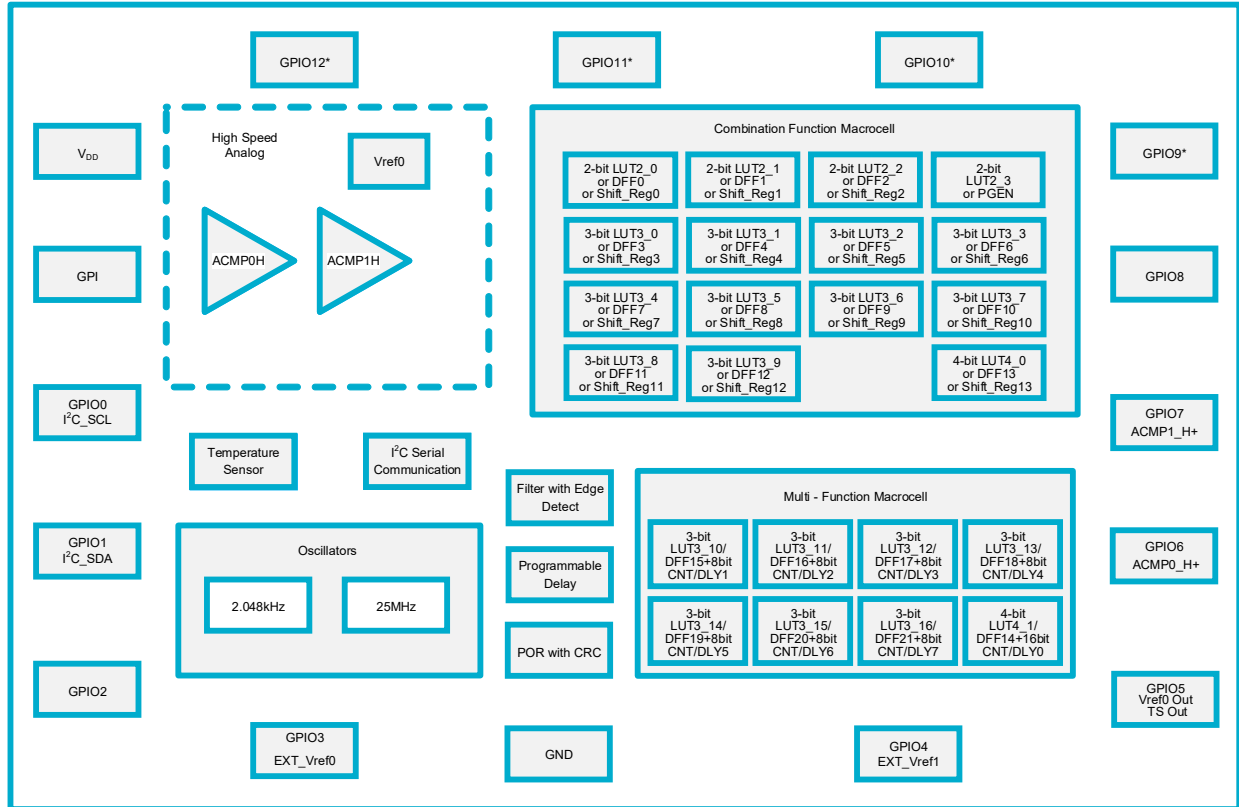 GPIO12*
GPIO11*
GPIO10*
VDD
GPI
GPIO0
I²C_SCL
GPIO1
I²C_SDA
GPIO2
High Speed
Analog
Vref0
ACMP0H
ACMP1H
Combination Function Macrocell
2-bit LUT2_0
or DFF0
or Shift_Reg0
2-bit LUT2_1
or DFF1
or Shift_Reg1
2-bit LUT2_2
or DFF2
or Shift_Reg2
2-bit
LUT2_3
or PGEN
3-bit LUT3_0
or DFF3
or Shift_Reg3
3-bit LUT3_1
or DFF4
or Shift_Reg4
3-bit LUT3_2
or DFF5
or Shift_Reg5
3-bit LUT3_3
or DFF6
or Shift_Reg6
3-bit LUT3_4
or DFF7
or Shift_Reg7
3-bit LUT3_5
or DFF8
or Shift_Reg8
3-bit LUT3_6
or DFF9
or Shift_Reg9
3-bit LUT3_7
or DFF10
or Shift_Reg10
3-bit LUT3_8
or DFF11
or Shift_Reg11
3-bit LUT3_9
or DFF12
or Shift_Reg12
4-bit LUT4_0
or DFF13
or Shift_Reg13
Temperature
Sensor
I²C Serial
Communication
Oscillators
2.048kHz
25MHz
Filter with Edge
Detect
Programmable
Delay
POR with CRC
Multi - Function Macrocell
3-bit
LUT3_10/
DFF15+8bit
CNT/DLY1
3-bit
LUT3_11/
DFF16+8bit
CNT/DLY2
3-bit
LUT3_12/
DFF17+8bit
CNT/DLY3
3-bit
LUT3_13/
DFF18+8bit
CNT/DLY4
3-bit
LUT3_14/
DFF19+8bit
CNT/DLY5
3-bit
LUT3_15/
DFF20+8bit
CNT/DLY6
3-bit
LUT3_16/
DFF21+8bit
CNT/DLY7
4-bit
LUT4_1/
DFF14+16bit
CNT/DLY0
GPIO9*
GPIO8
GPIO7
ACMP1_H+
GPIO6
ACMP0_H+
GPIO5
Vref0 Out
TS Out
GPIO3
EXT_Vref0
GND
GPIO4
EXT_Vref1